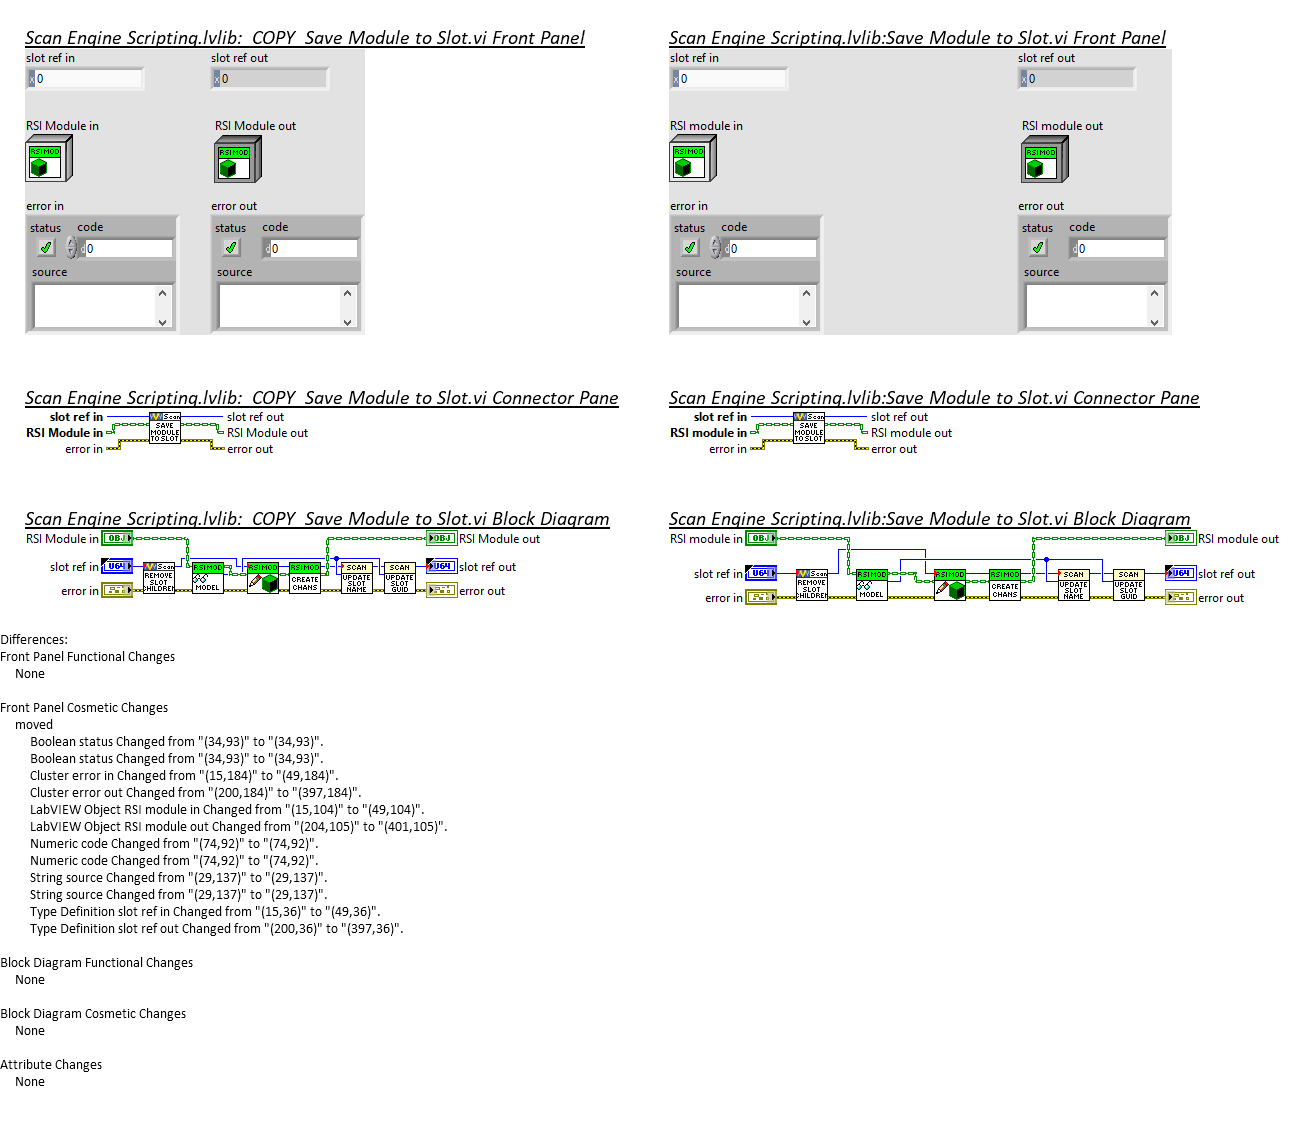 Scan Engine Scripting.lvlib:  COPY  Save Module to Slot.vi Front Panel
slot ref in
slot ref out
x 0
x 0
RSI Module in
RSI Module out
RSIMOD
RSIMOD
error in
error out
status
code
status
code
d 0
d 0
source
source
Scan Engine Scripting.lvlib:Save Module to Slot.vi Front Panel
slot ref in
slot ref out
x 0
x 0
RSI module in
RSI module out
RSIMOD
RSIMOD
error in
error out
status
code
status
code
d 0
d 0
source
source
Scan Engine Scripting.lvlib:  COPY  Save Module to Slot.vi Connector Pane
slot ref in
slot ref out
RSI Module in
RSI Module out
error in
error out
Scan
SAVE
MODULE
TO SLOT
Scan Engine Scripting.lvlib:Save Module to Slot.vi Connector Pane
slot ref in
slot ref out
RSI module in
RSI module out
error in
error out
Scan
SAVE
MODULE
TO SLOT
Scan Engine Scripting.lvlib:  COPY  Save Module to Slot.vi Block Diagram
RSI Module in
OBJ
OBJ
RSI Module out
slot ref in
U64
U64
slot ref out
error in
error out
Scan
REMOVE
SLOT
CHILDREN
RSIMOD
MODEL
RSIMOD
RSIMOD
CREATE
CHANS
SCAN
UPDATE
SLOT
NAME
SCAN
UPDATE
SLOT
GUID
Scan Engine Scripting.lvlib:Save Module to Slot.vi Block Diagram
RSI module in
OBJ
OBJ
RSI module out
slot ref in
U64
U64
slot ref out
error in
error out
Scan
REMOVE
SLOT
CHILDREN
RSIMOD
MODEL
RSIMOD
RSIMOD
CREATE
CHANS
SCAN
UPDATE
SLOT
NAME
SCAN
UPDATE
SLOT
GUID
Differences:
Front Panel Functional Changes
None
Front Panel Cosmetic Changes
moved
Boolean status Changed from "(34,93)" to "(34,93)".
Boolean status Changed from "(34,93)" to "(34,93)".
Cluster error in Changed from "(15,184)" to "(49,184)".
Cluster error out Changed from "(200,184)" to "(397,184)".
LabVIEW Object RSI module in Changed from "(15,104)" to "(49,104)".
LabVIEW Object RSI module out Changed from "(204,105)" to "(401,105)".
Numeric code Changed from "(74,92)" to "(74,92)".
Numeric code Changed from "(74,92)" to "(74,92)".
String source Changed from "(29,137)" to "(29,137)".
String source Changed from "(29,137)" to "(29,137)".
Type Definition slot ref in Changed from "(15,36)" to "(49,36)".
Type Definition slot ref out Changed from "(200,36)" to "(397,36)".
Block Diagram Functional Changes
None
Block Diagram Cosmetic Changes
None
Attribute Changes
None